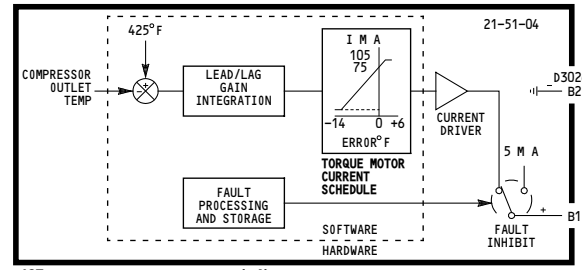 21-51-04
425°F
I M A
105
75
COMPRESSOR
OUTLET
TEMP
+
-
LEAD/LAG
GAIN
INTEGRATION
-14 0 +6
ERROR°F
CURRENT
DRIVER
- D302
B2
TORQUE MOTOR
CURRENT
SCHEDULE
5 M A
FAULT
PROCESSING
AND STORAGE
+ B1
SOFTWARE
HARDWARE
FAULT
INHIBIT